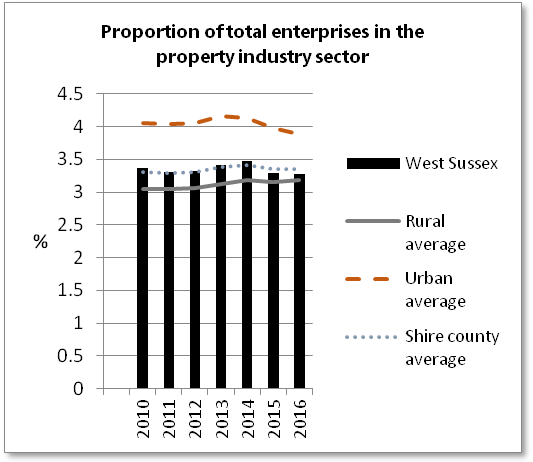 Proportion of total enterprises in the
property industry sector
4.5
4
3.5
3
2.5
2
1.5
1
0.5
0
%
2010
2011
2012
2013
2014
2015
2016
West Sussex
Rural
average
Urban
average
Shire county
average